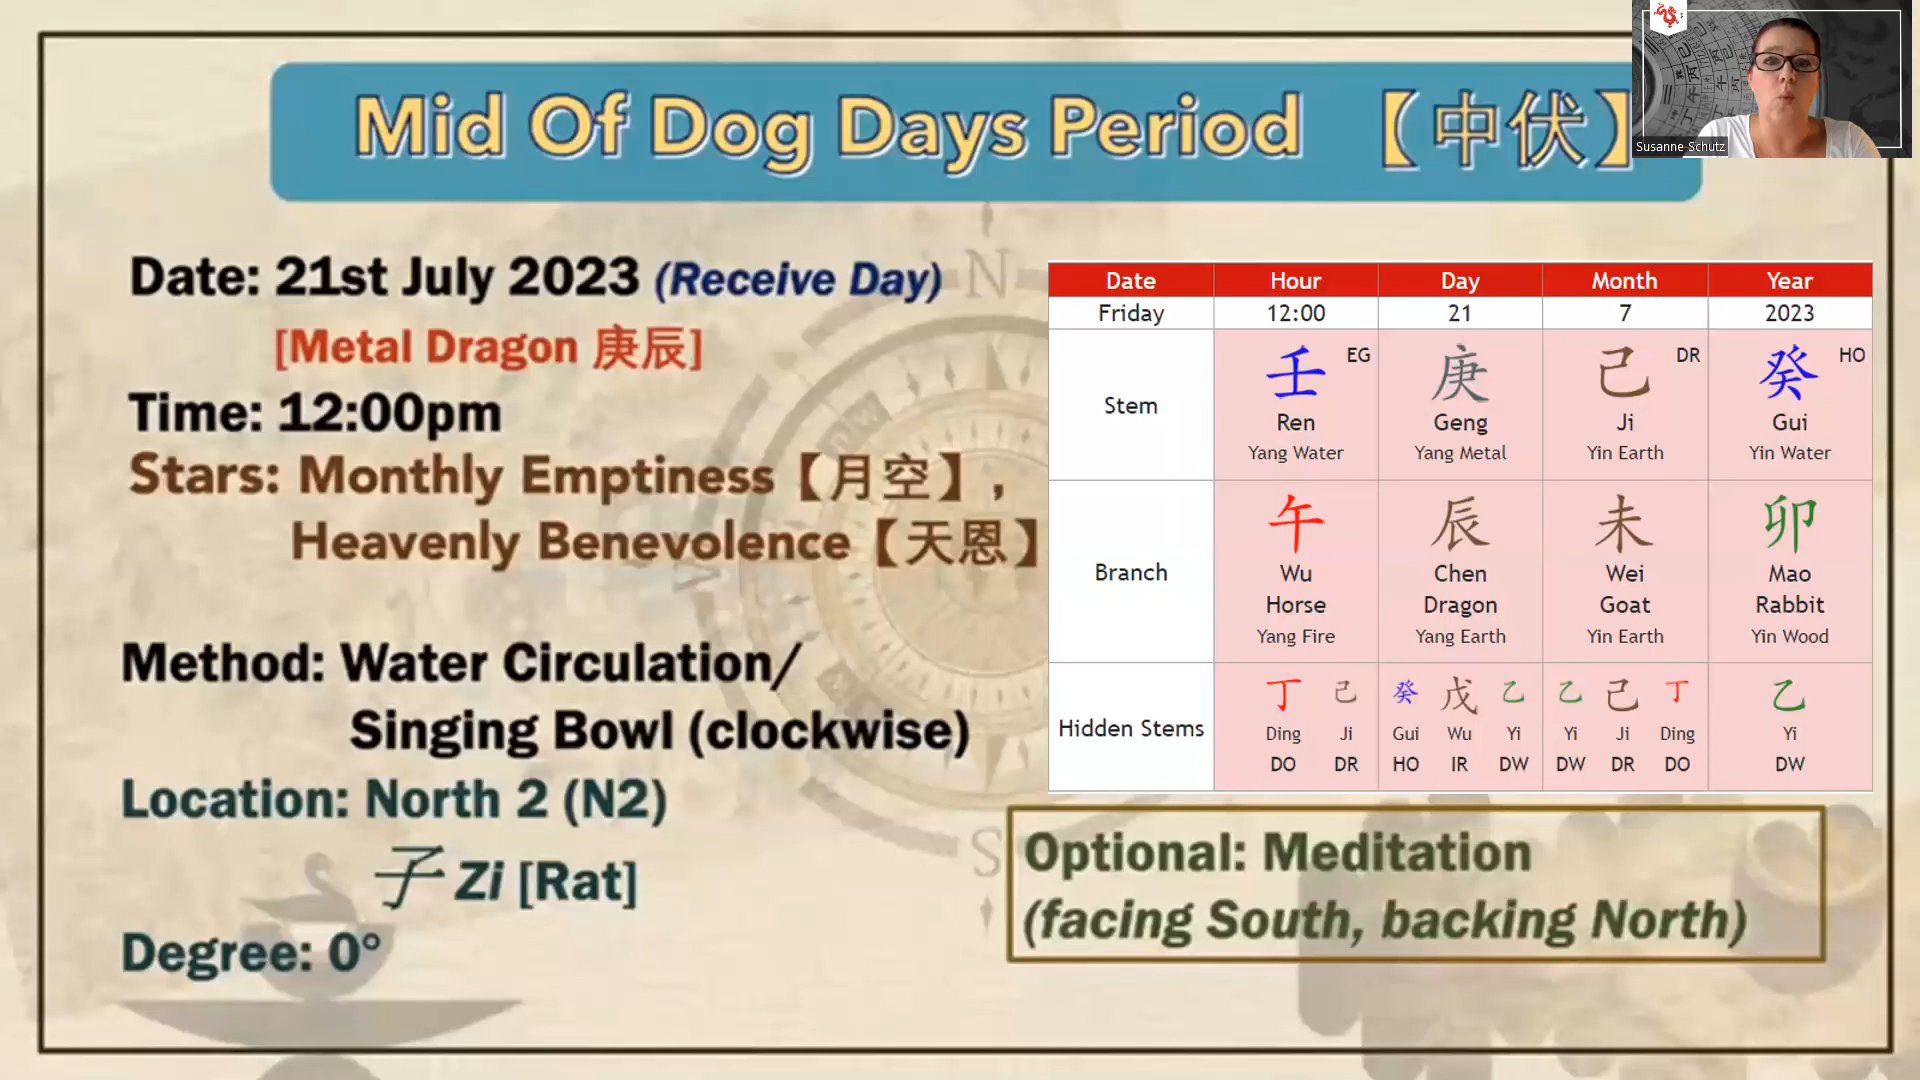 Mid Of Dog Days Period 【中伏】
Susanne Schutz
Date: 21st July 2023 (Receive Day)
[Metal Dragon 庚辰]
Time: 12:00pm
Stars: Monthly Emptiness【月空】,
Heavenly Benevolence【天恩】
Method: Water Circulation/
Singing Bowl (clockwise)
Location: North 2 (N2)
子 Zi [Rat]
Degree: 0°
N
S
Date Hour Day Month Year
Friday 12:00 21 7 2023
Stem
壬 EG 庚 己 DR 癸 HO
Ren Geng Ji Gui
Yang Water Yang Metal Yin Earth Yin Water
Branch
午 辰 未 卯
Wu Chen Wei Mao
Horse Dragon Goat Rabbit
Yang Fire Yang Earth Yin Earth Yin Wood
Hidden Stems
丁 己 癸 戊 乙 乙 己 丁 乙
Ding Ji Gui Wu Yi Yi Ji Ding Yi
DO DR HO IR DW DW DR DO DW
Optional: Meditation
(facing South, backing North)